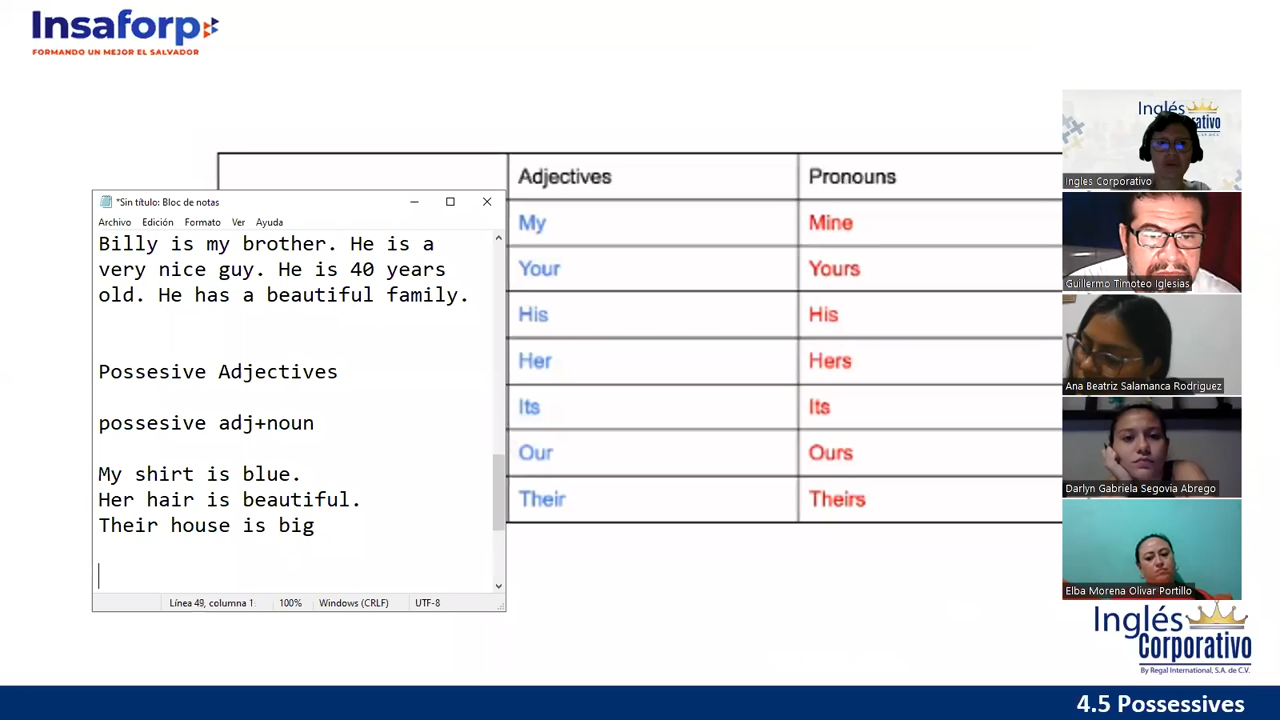 Insaforp
FORMANDO UN MEJOR EL SALVADOR
Adjectives Pronouns
My Mine
Your Yours
His His
Her Hers
Its Its
Our Ours
Their Theirs
*Sin título: Bloc de notas
Archivo Edición Formato Ver Ayuda
Billy is my brother. He is a
very nice guy. He is 40 years
old. He has a beautiful family.
Possesive Adjectives
possesive adj+noun
My shirt is blue.
Her hair is beautiful.
Their house is big
Línea 49, columna 1 100% Windows (CRLF) UTF-8
Inglés
Corporativo
Ingles Corporativo
Guillermo Timoteo Iglesias
Ana Beatriz Salamanca Rodriguez
Darlyn Gabriela Segovia Abrego
Elba Morena Olivar Portillo
Inglés
Corporativo
By Regal International, S.A. de C.V.
4.5 Possessives